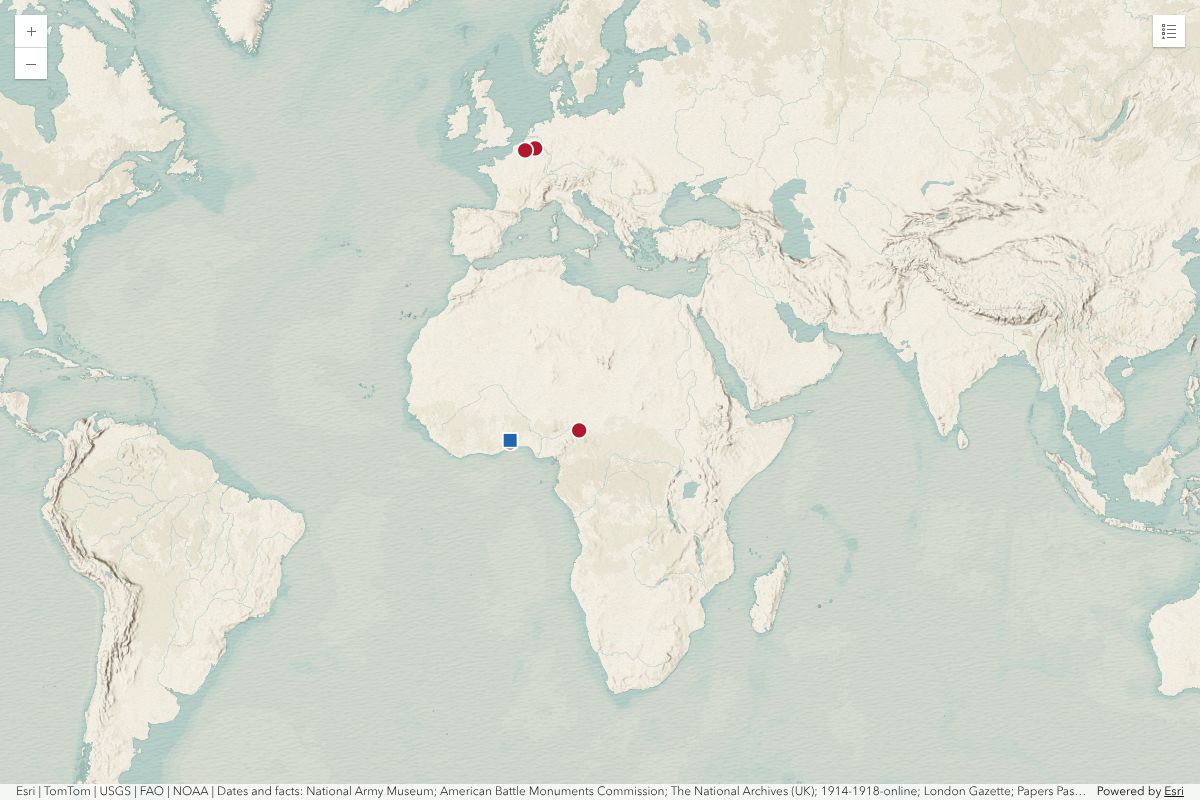 +
−
Esri | TomTom | USGS | FAO | NOAA | Dates and facts: National Army Museum; American Battle Monuments Commission; The National Archives (UK); 1914-1918-online; London Gazette; Papers Pas… Powered by Esri